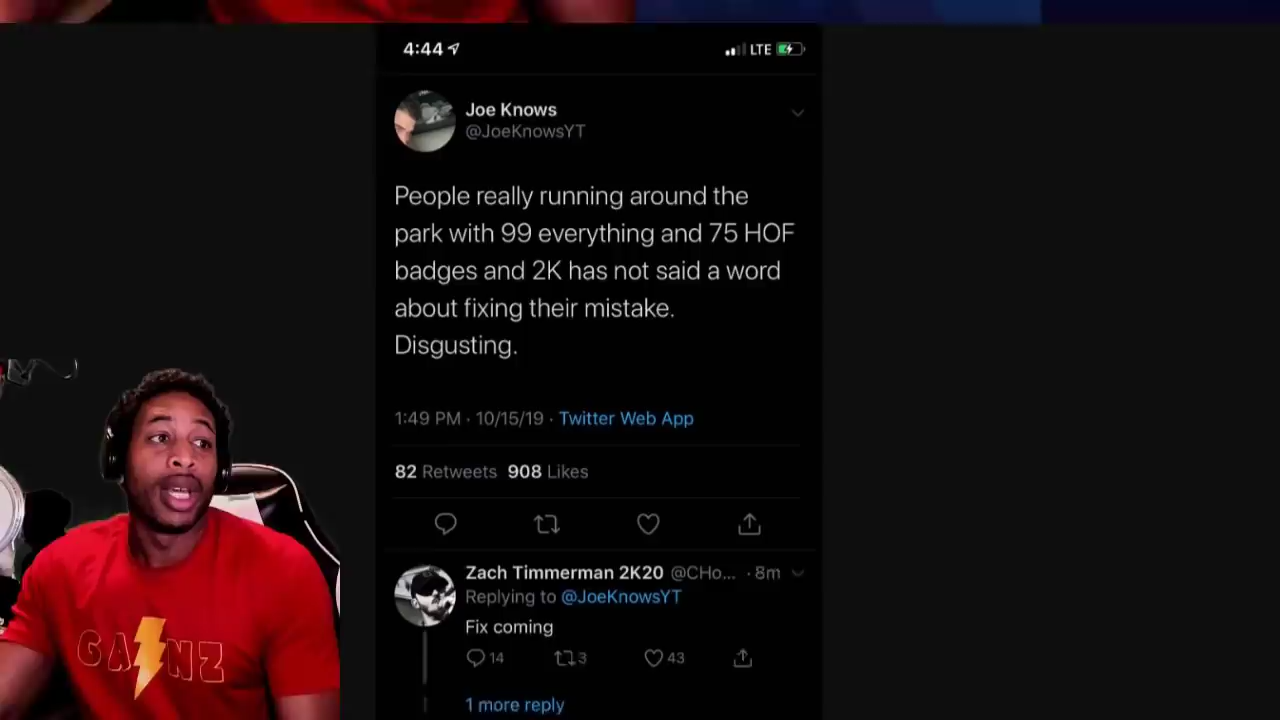 4:44
LTE
Joe Knows
@JoeKnowsYT
People really running around the
park with 99 everything and 75 HOF
badges and 2K has not said a word
about fixing their mistake.
Disgusting.
1:49 PM · 10/15/19 · Twitter Web App
82 Retweets 908 Likes
Zach Timmerman 2K20 @CHo... · 8m
Replying to @JoeKnowsYT
Fix coming
14 3 43
1 more reply
GAINZ